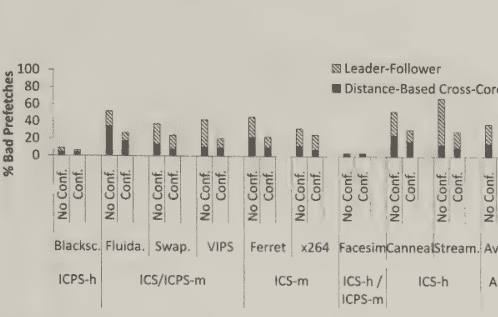 % Bad Prefetches
100
80
60
40
20
0
Leader-Follower
Distance-Based Cross-Core
No Conf. Conf. No Conf. Conf. No Conf. Conf. No Conf. Conf. No Conf. Conf. No Conf. Conf. No Conf. Conf. No Conf. Conf. No Conf. Conf. No Conf.
Blacksc. Fluida. Swap. VIPS Ferret x264 Facesim Canneal Stream. Av
ICPS-h ICS/ICPS-m ICS-m ICS-h / ICS-h A
ICPS-m